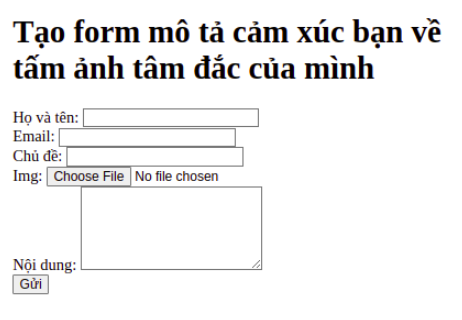 Tạo form mô tả cảm xúc bạn về
tấm ảnh tâm đắc của mình
Họ và tên:
Email:
Chủ đề:
Img: Choose File No file chosen
Nội dung:
Gửi